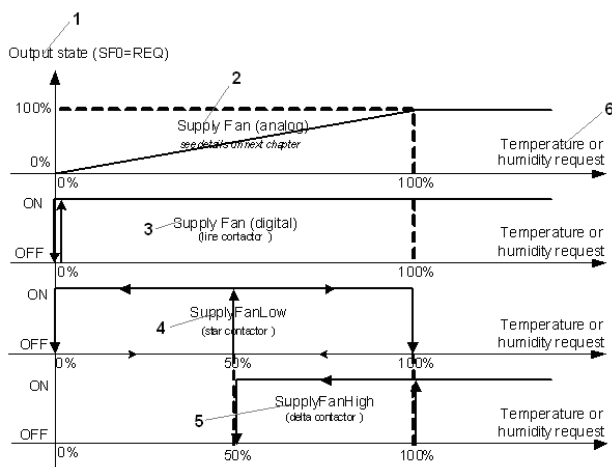 1
Output state (SF0=REQ)
2
6
100%
Supply Fan (analog)
see details on next chapter
Temperature or
humidity request
0%
0%
100%
ON
3
Supply Fan (digital)
(line contactor )
Temperature or
humidity request
OFF
0%
100%
ON
4
SupplyFanLow
(star contactor )
Temperature or
humidity request
OFF
0%
50%
100%
ON
5
SupplyFanHigh
(delta contactor )
Temperature or
humidity request
OFF
0%
50%
100%